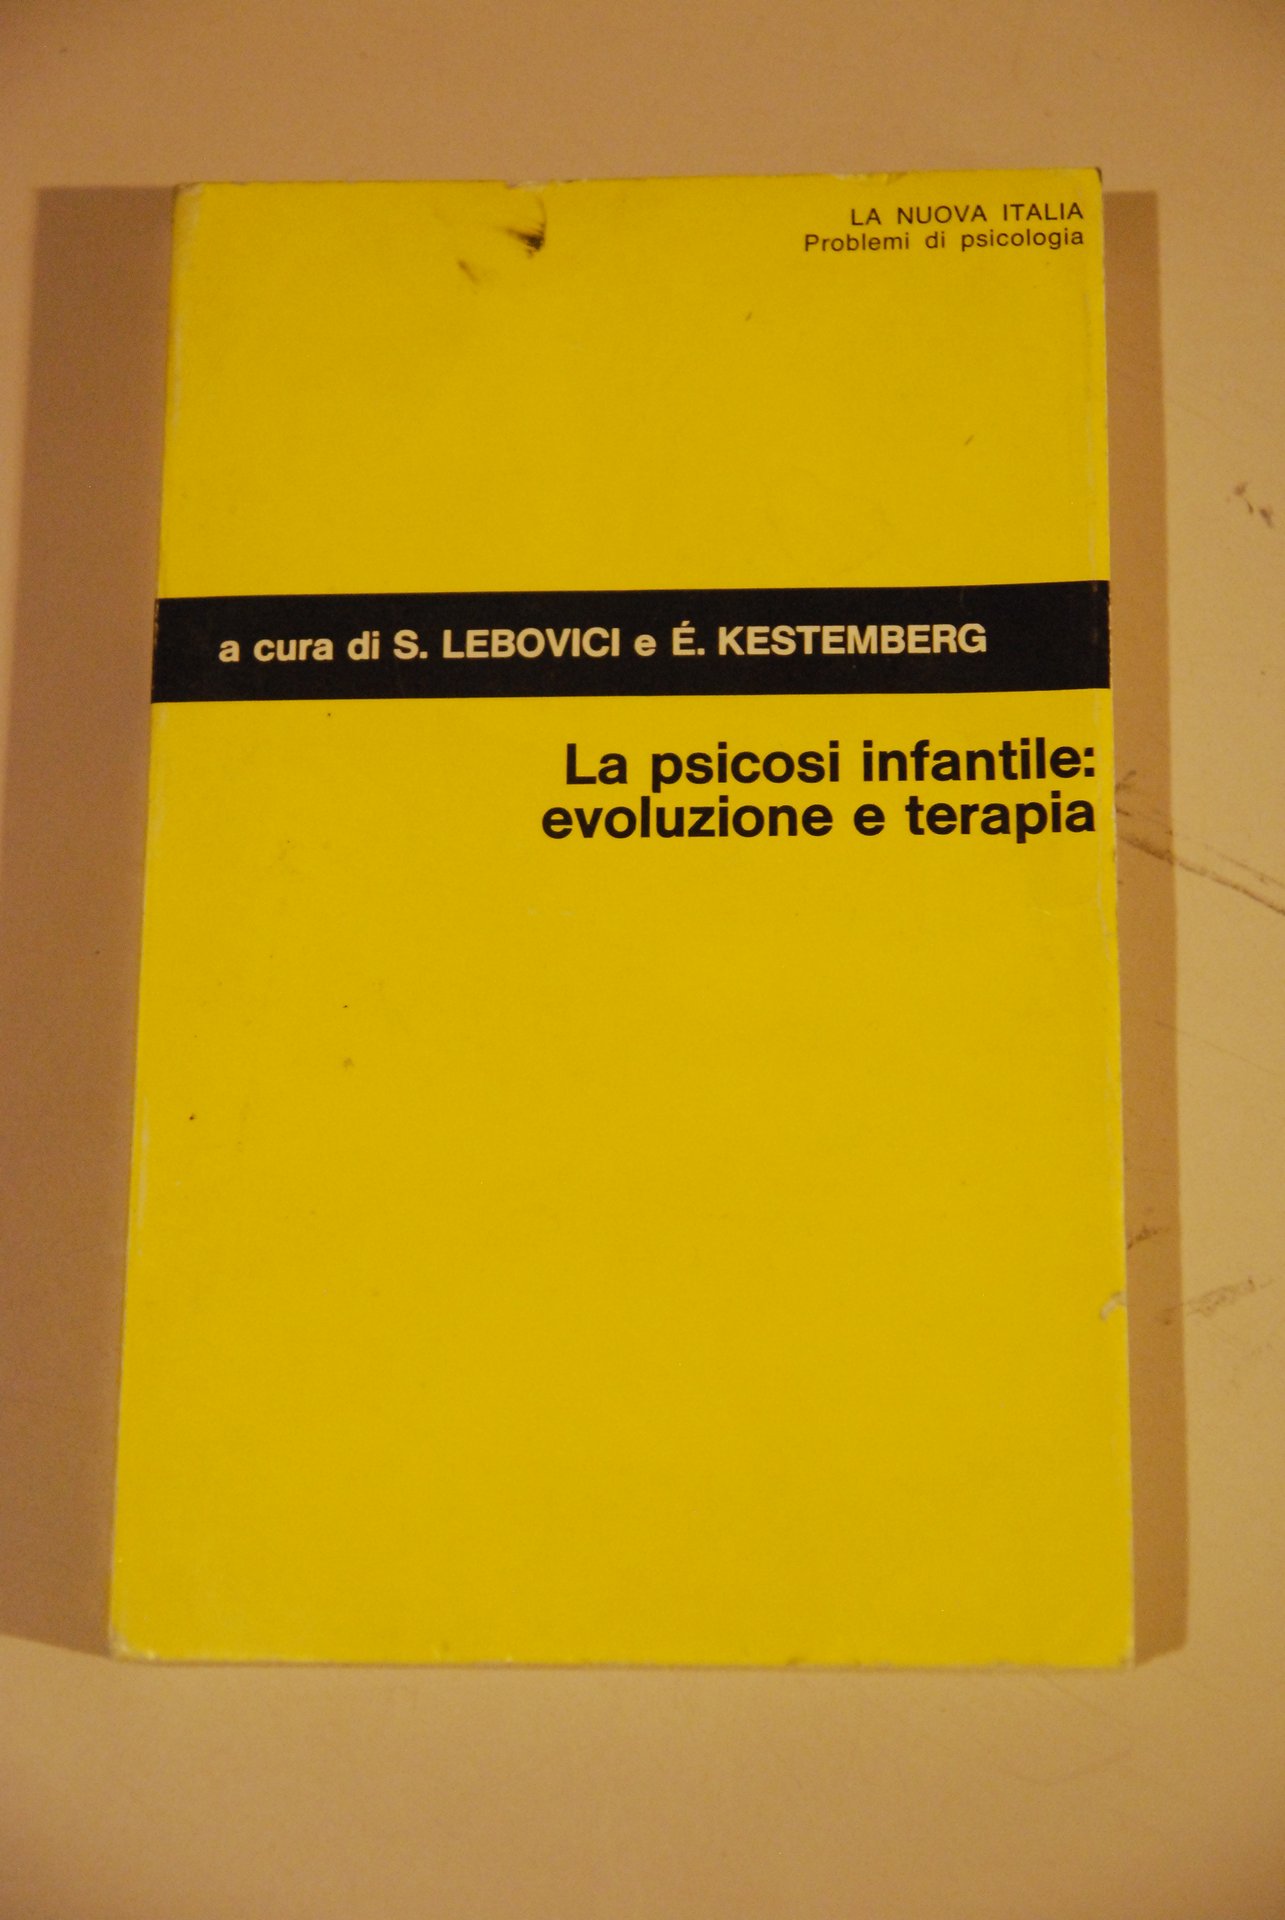 LA NUOVA ITALIA
Problemi di psicologia
a cura di S. LEBOVICI e É. KESTEMBERG
La psicosi infantile:
evoluzione e terapia